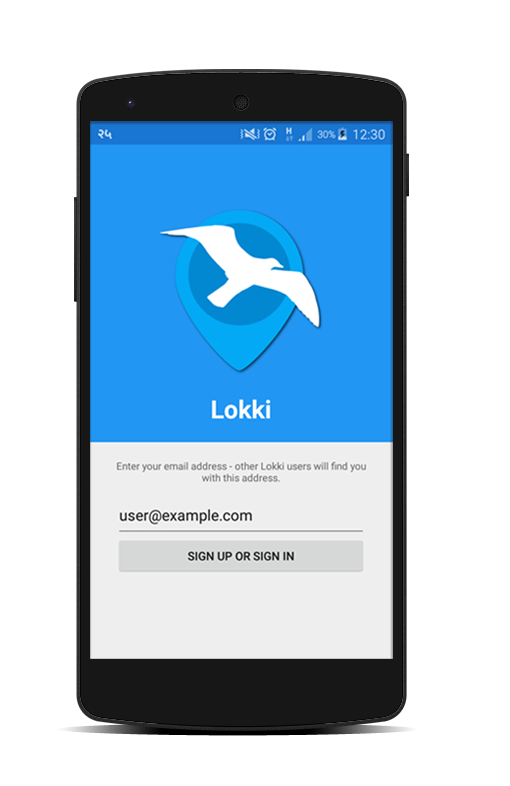 ૨૫ H 30% 12:30
Lokki
Enter your email address - other Lokki users will find you
with this address.
user@example.com
SIGN UP OR SIGN IN